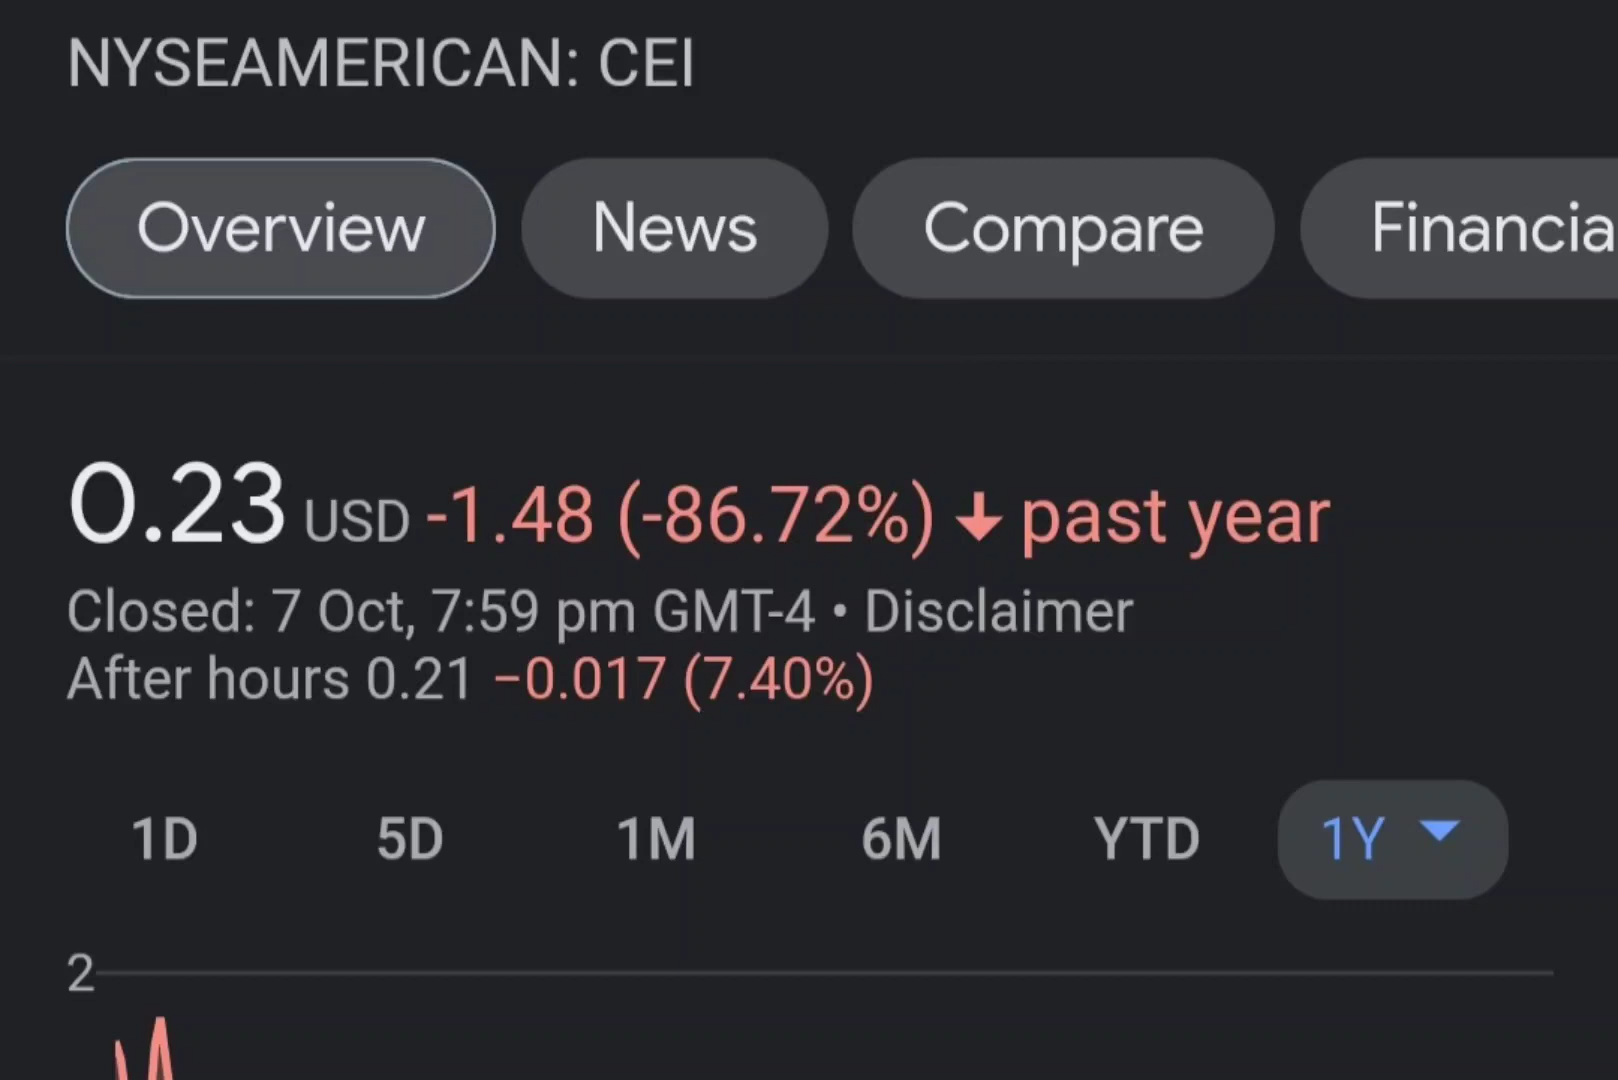 NYSEAMERICAN: CEI
Overview News Compare Financia
0.23 USD -1.48 (-86.72%) ↓ past year
Closed: 7 Oct, 7:59 pm GMT-4 • Disclaimer
After hours 0.21 −0.017 (7.40%)
1D 5D 1M 6M YTD 1Y
2